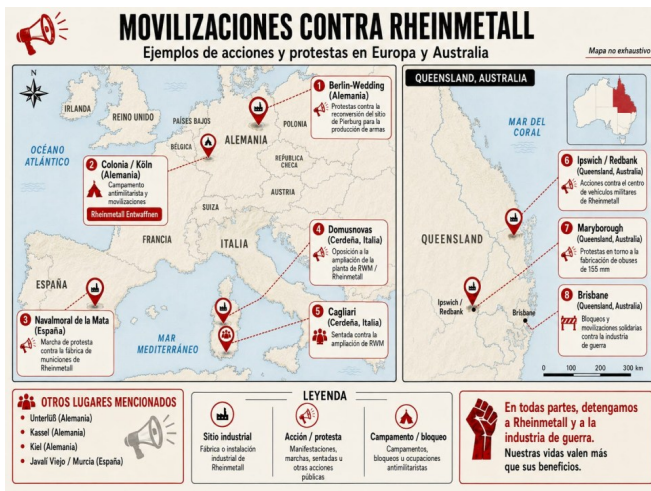 MOVILIZACIONES CONTRA RHEINMETALL
Ejemplos de acciones y protestas en Europa y Australia
Mapa no exhaustivo
N
IRLANDA
REINO UNIDO
PAÍSES BAJOS
BÉLGICA
ALEMANIA
POLONIA
REPÚBLICA
CHECA
AUSTRIA
SUIZA
FRANCIA
ITALIA
ESPAÑA
OCÉANO
ATLÁNTICO
MAR
MEDITERRÁNEO
1 Berlin-Wedding
(Alemania)
Protestas contra la
reconversión del sitio
de Pierburg para la
producción de armas
2 Colonia / Köln
(Alemania)
Campamento
antimilitarista y
movilizaciones
Rheinmetall Entwaffnen
3 Navalmoral de la Mata
(España)
Marcha de protesta
contra la fábrica de
municiones de
Rheinmetall
4 Domusnovas
(Cerdeña, Italia)
Oposición a la
ampliación de la
planta de RWM /
Rheinmetall
5 Cagliari
(Cerdeña, Italia)
Sentada contra la
ampliación de RWM
QUEENSLAND, AUSTRALIA
MAR DEL
CORAL
QUEENSLAND
Ipswich /
Redbank
Brisbane
6 Ipswich / Redbank
(Queensland, Australia)
Acciones contra el centro
de vehículos militares
de Rheinmetall
7 Maryborough
(Queensland, Australia)
Protestas en torno a la
fabricación de obuses
de 155 mm
8 Brisbane
(Queensland, Australia)
Bloqueos y
movilizaciones solidarias
contra la industria
de guerra
0 100 200 300 km
OTROS LUGARES MENCIONADOS
• Unterlüß (Alemania)
• Kassel (Alemania)
• Kiel (Alemania)
• Javalí Viejo / Murcia (España)
LEYENDA
Sitio industrial
Fábrica o instalación
industrial de
Rheinmetall
Acción / protesta
Manifestaciones,
marchas, sentadas u
otras acciones
públicas
Campamento / bloqueo
Campamentos,
bloqueos u ocupaciones
antimilitaristas
En todas partes, detengamos
a Rheinmetall y a la
industria de guerra.
Nuestras vidas valen más
que sus beneficios.